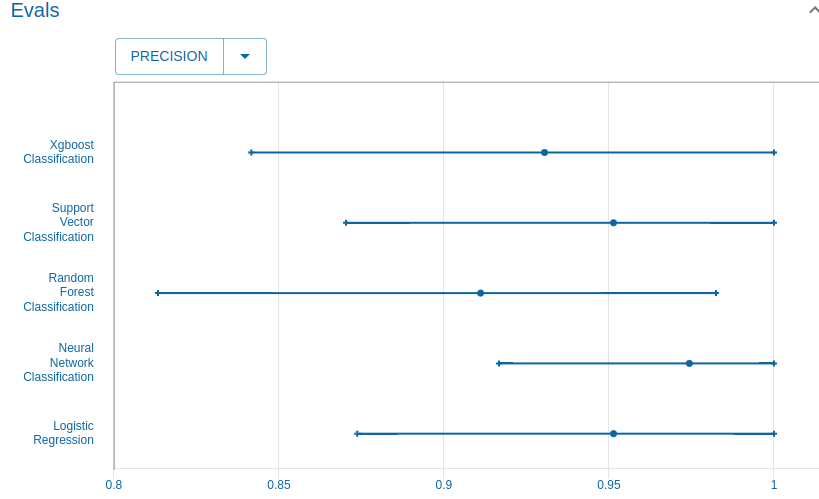 Evals
PRECISION
Xgboost
Classification
Support
Vector
Classification
Random
Forest
Classification
Neural
Network
Classification
Logistic
Regression
0.8 0.85 0.9 0.95 1